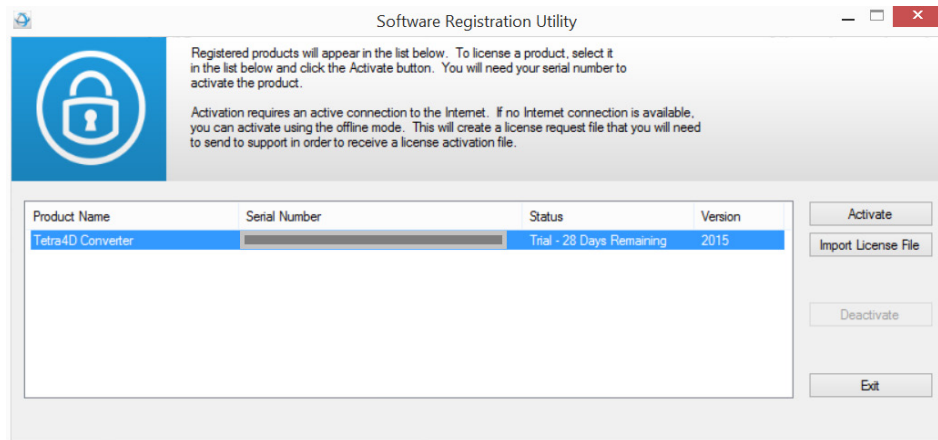 Software Registration Utility
Registered products will appear in the list below. To license a product, select it
in the list below and click the Activate button. You will need your serial number to
activate the product.
Activation requires an active connection to the Internet. If no Internet connection is available,
you can activate using the offline mode. This will create a license request file that you will need
to send to support in order to receive a license activation file.
Product Name Serial Number Status Version
Tetra4D Converter Trial - 28 Days Remaining 2015
Activate
Import License File
Deactivate
Exit